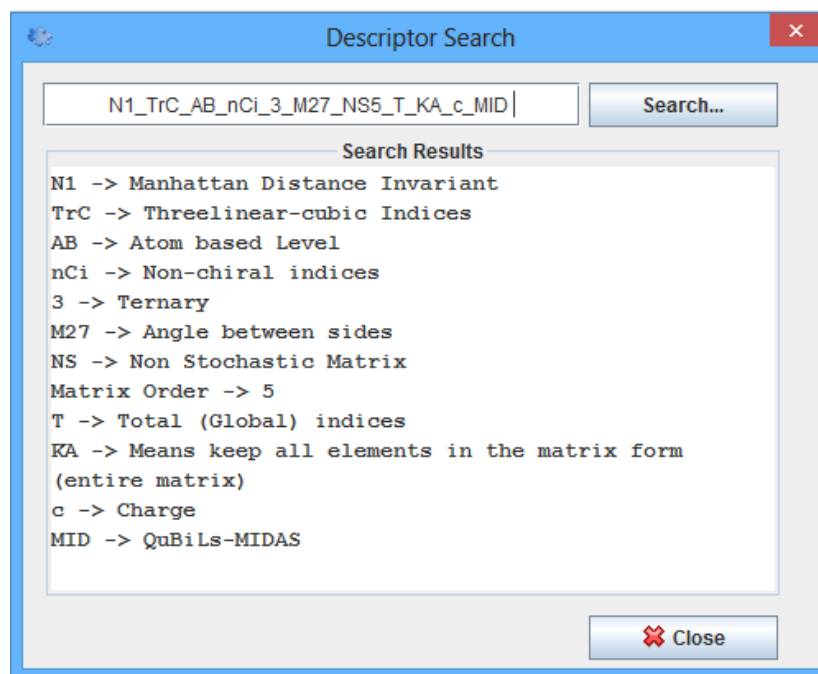 Descriptor Search
N1_TrC_AB_nCi_3_M27_NS5_T_KA_c_MID
Search...
Search Results
N1 -> Manhattan Distance Invariant
TrC -> Threelinear-cubic Indices
AB -> Atom based Level
nCi -> Non-chiral indices
3 -> Ternary
M27 -> Angle between sides
NS -> Non Stochastic Matrix
Matrix Order -> 5
T -> Total (Global) indices
KA -> Means keep all elements in the matrix form
(entire matrix)
c -> Charge
MID -> QuBiLs-MIDAS
Close